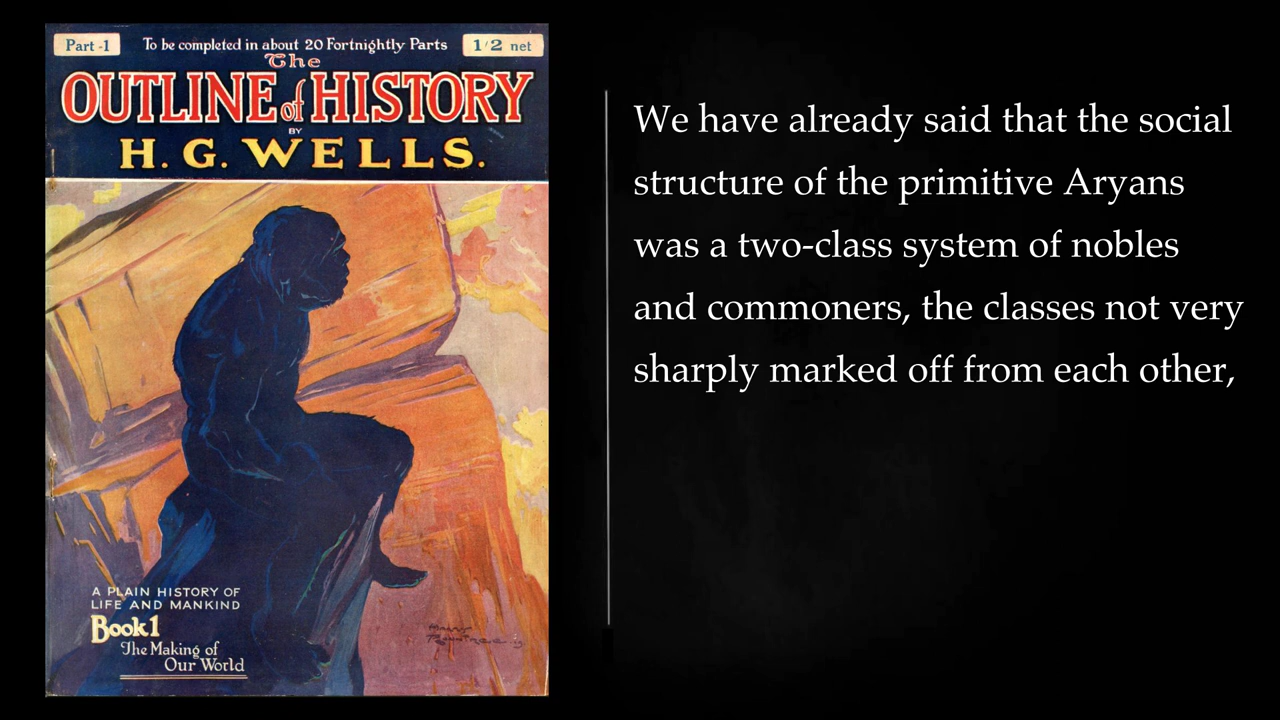 Part -1
To be completed in about 20 Fortnightly Parts
1/2 net
The
OUTLINE of HISTORY
BY
H. G. WELLS.
A PLAIN HISTORY OF
LIFE AND MANKIND
Book 1
The Making of
Our World
We have already said that the social
structure of the primitive Aryans
was a two-class system of nobles
and commoners, the classes not very
sharply marked off from each other,